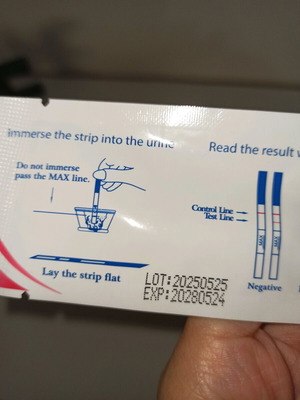 immerse the strip into the urine
Read the result w
Do not immerse
pass the MAX line.
Control Line
Test Line
MAX
MAX
Lay the strip flat
Negative
LOT:20250525
EXP:20280524